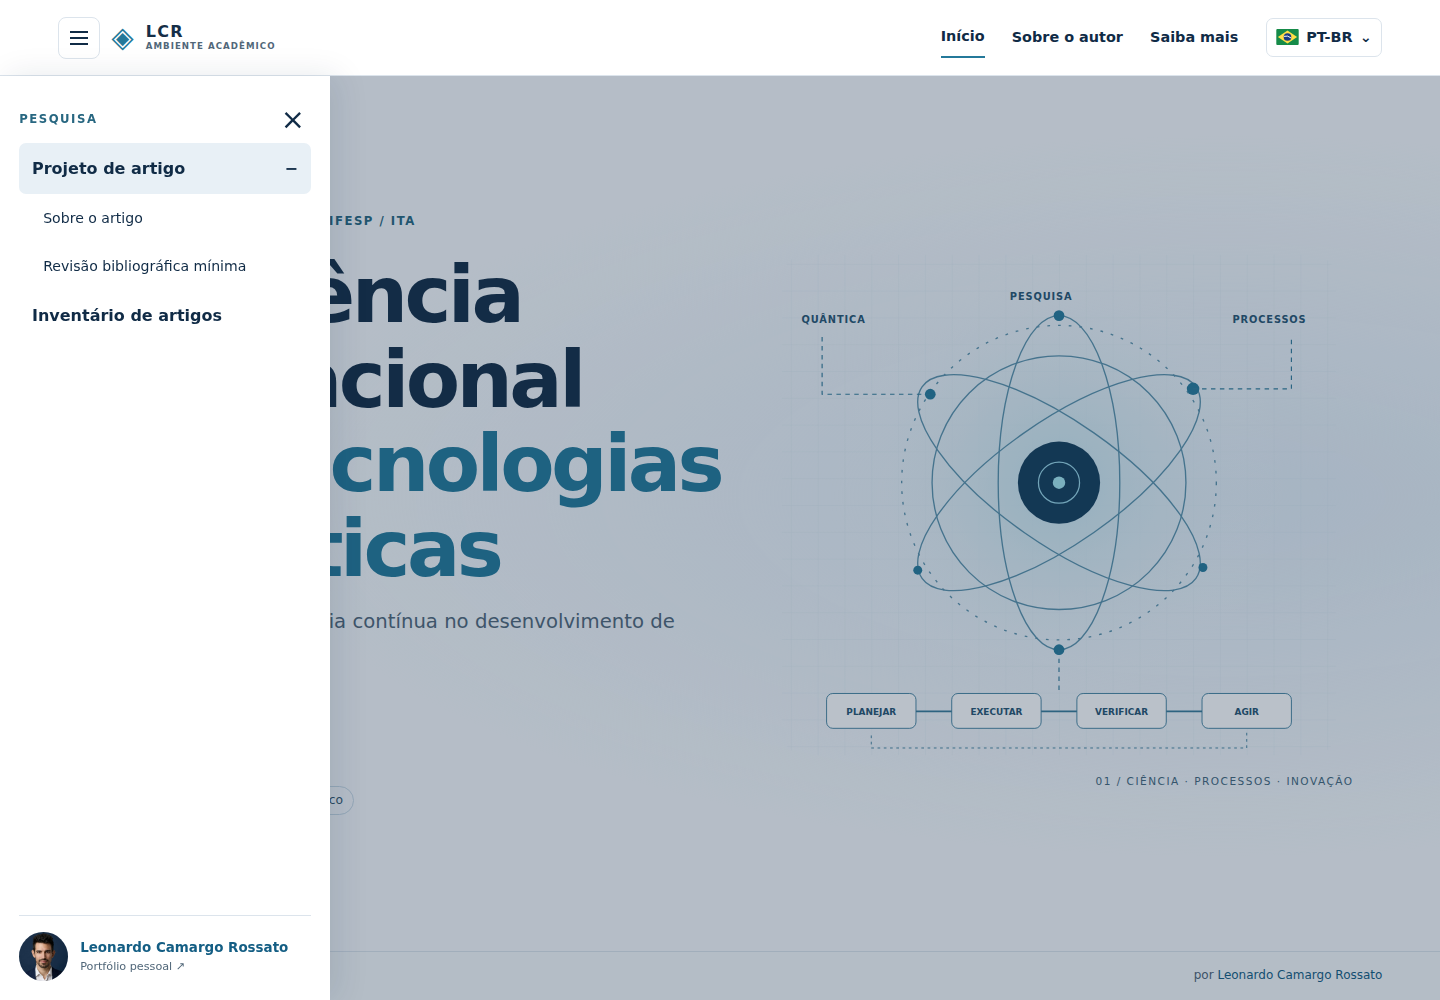 LCR
AMBIENTE ACADÊMICO
Início
Sobre o autor
Saiba mais
PT-BR
PESQUISA
Projeto de artigo
Sobre o artigo
Revisão bibliográfica mínima
Inventário de artigos
Leonardo Camargo Rossato
Portfólio pessoal ↗
IFESP / ITA
ência
acional
cnologias
ticas
ia contínua no desenvolvimento de
co
PESQUISA
QUÂNTICA
PROCESSOS
PLANEJAR
EXECUTAR
VERIFICAR
AGIR
01 / CIÊNCIA · PROCESSOS · INOVAÇÃO
por Leonardo Camargo Rossato